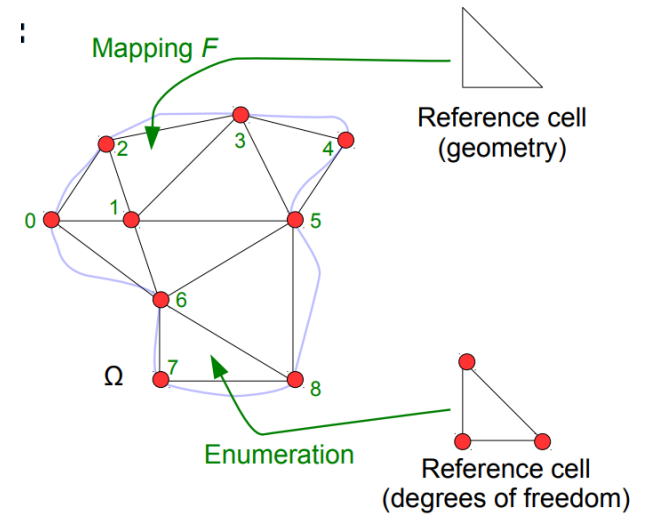 :
Mapping F
Reference cell
(geometry)
2
3
4
0
1
5
6
7
8
Ω
Enumeration
Reference cell
(degrees of freedom)